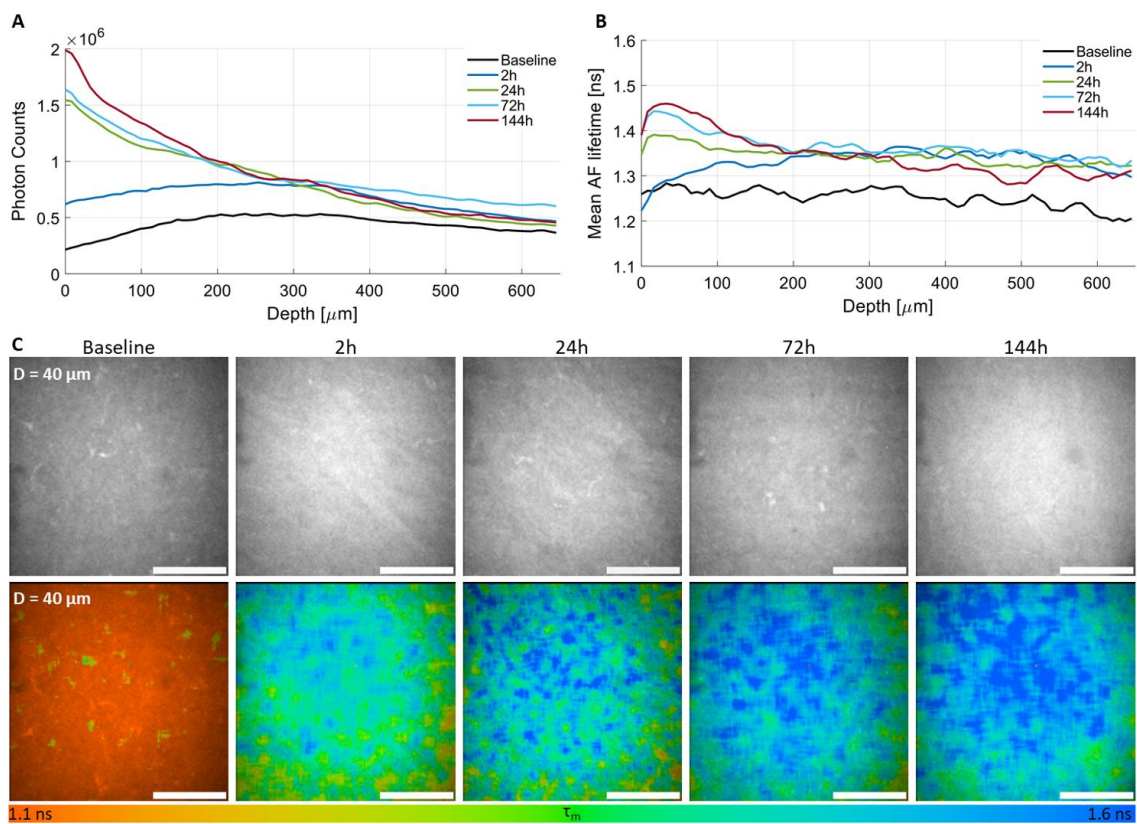 A
×10⁶
2
1.5
1
0.5
0
Photon Counts
0 100 200 300 400 500 600
Depth [μm]
Baseline
2h
24h
72h
144h
B
1.6
1.5
1.4
1.3
1.2
1.1
Mean AF lifetime [ns]
0 100 200 300 400 500 600
Depth [μm]
Baseline
2h
24h
72h
144h
C
Baseline 2h 24h 72h 144h
D = 40 μm
D = 40 μm
1.1 ns τm 1.6 ns